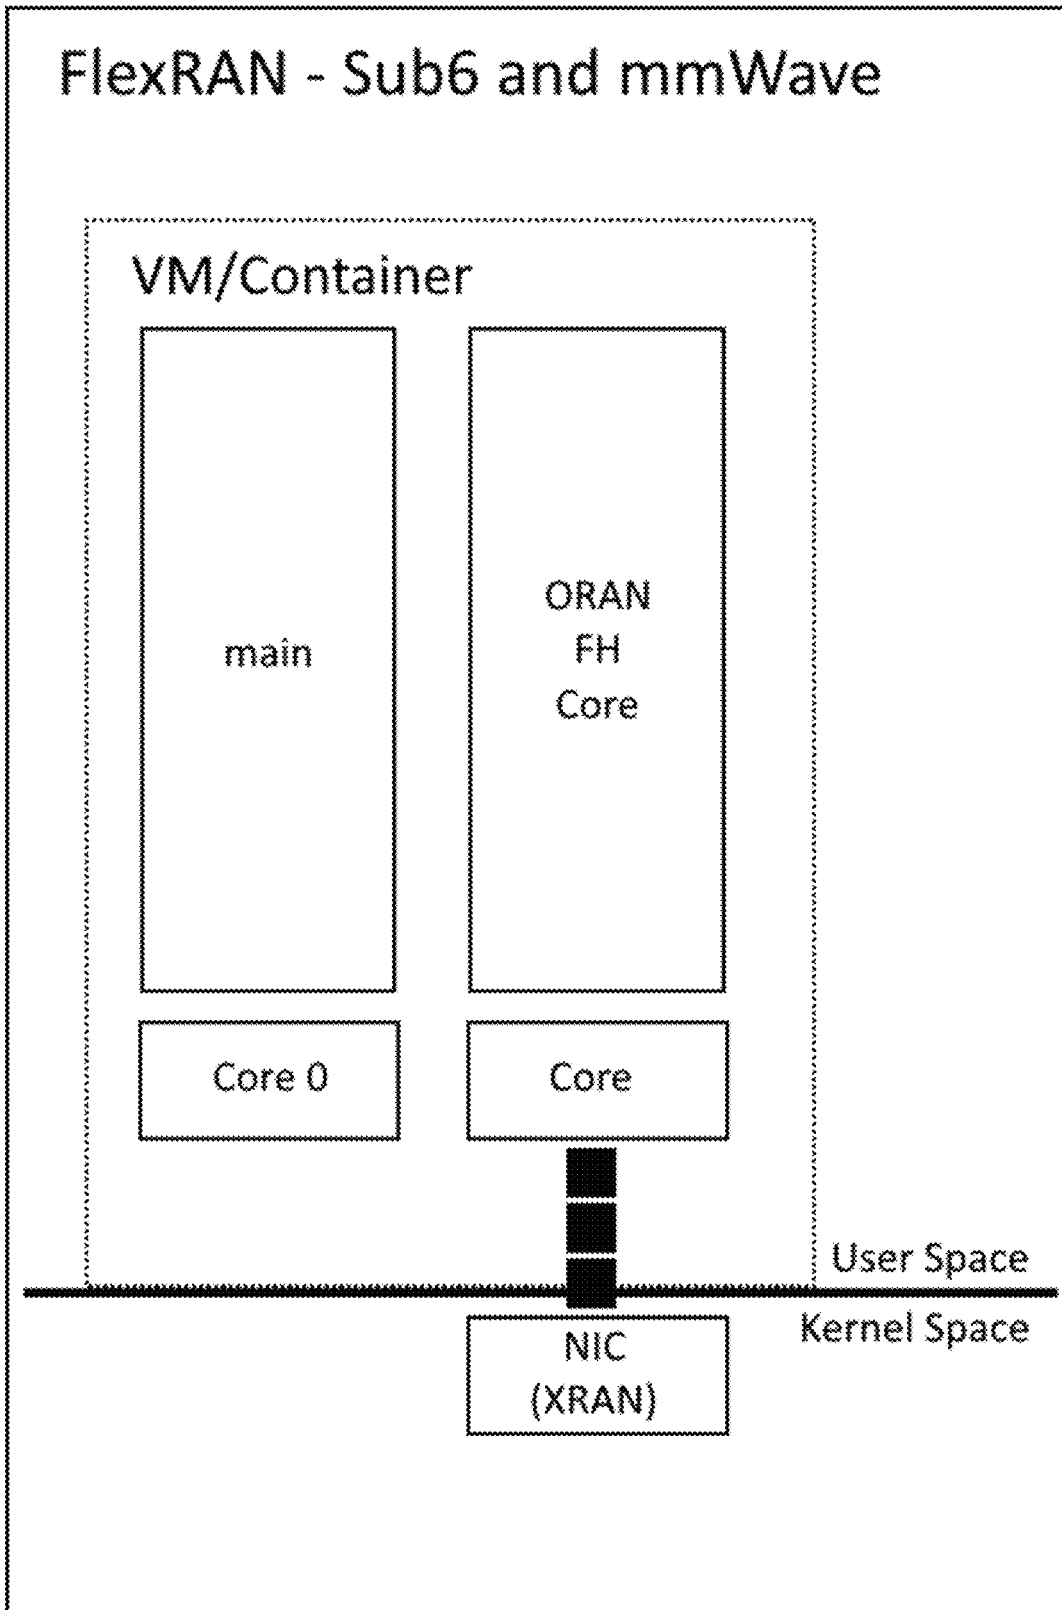 FlexRAN - Sub6 and mmWave
VM/Container
main
ORAN
FH
Core
Core 0
Core
User Space
Kernel Space
NIC
(XRAN)